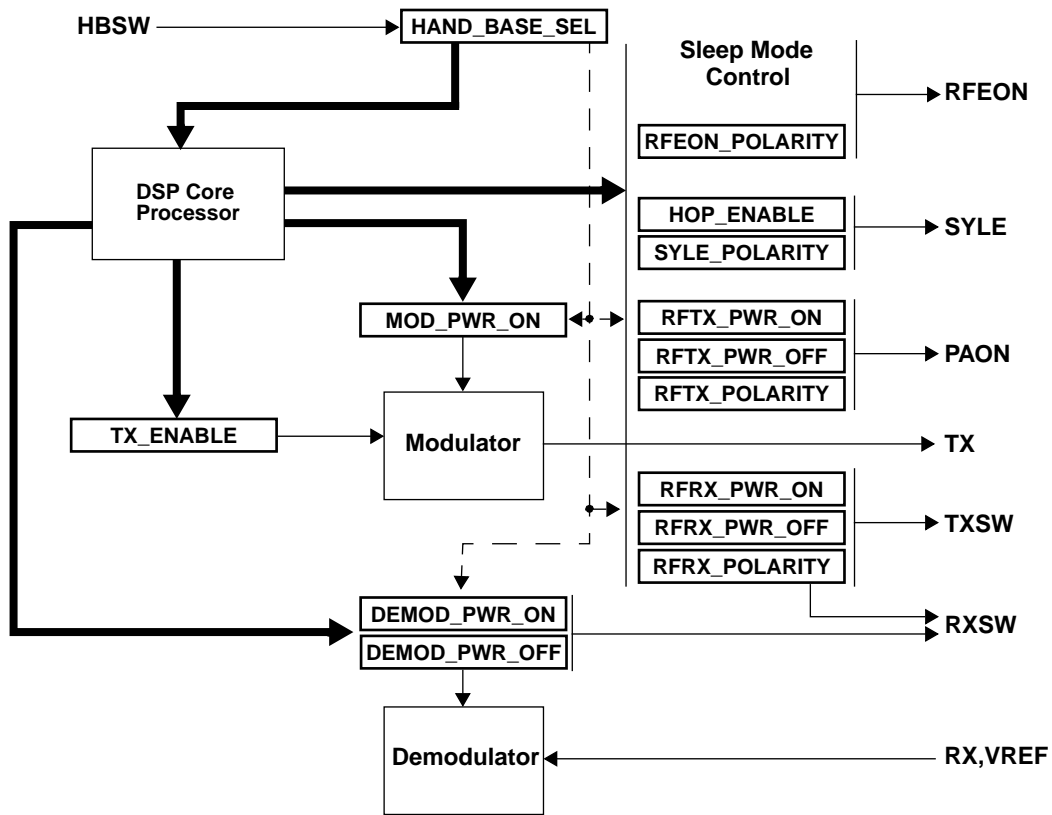 HBSW
HAND_BASE_SEL
Sleep Mode
Control
RFEON
RFEON_POLARITY
DSP Core
Processor
HOP_ENABLE
SYLE_POLARITY
SYLE
MOD_PWR_ON
RFTX_PWR_ON
RFTX_PWR_OFF
RFTX_POLARITY
PAON
TX_ENABLE
Modulator
TX
RFRX_PWR_ON
RFRX_PWR_OFF
RFRX_POLARITY
TXSW
DEMOD_PWR_ON
DEMOD_PWR_OFF
RXSW
Demodulator
RX,VREF